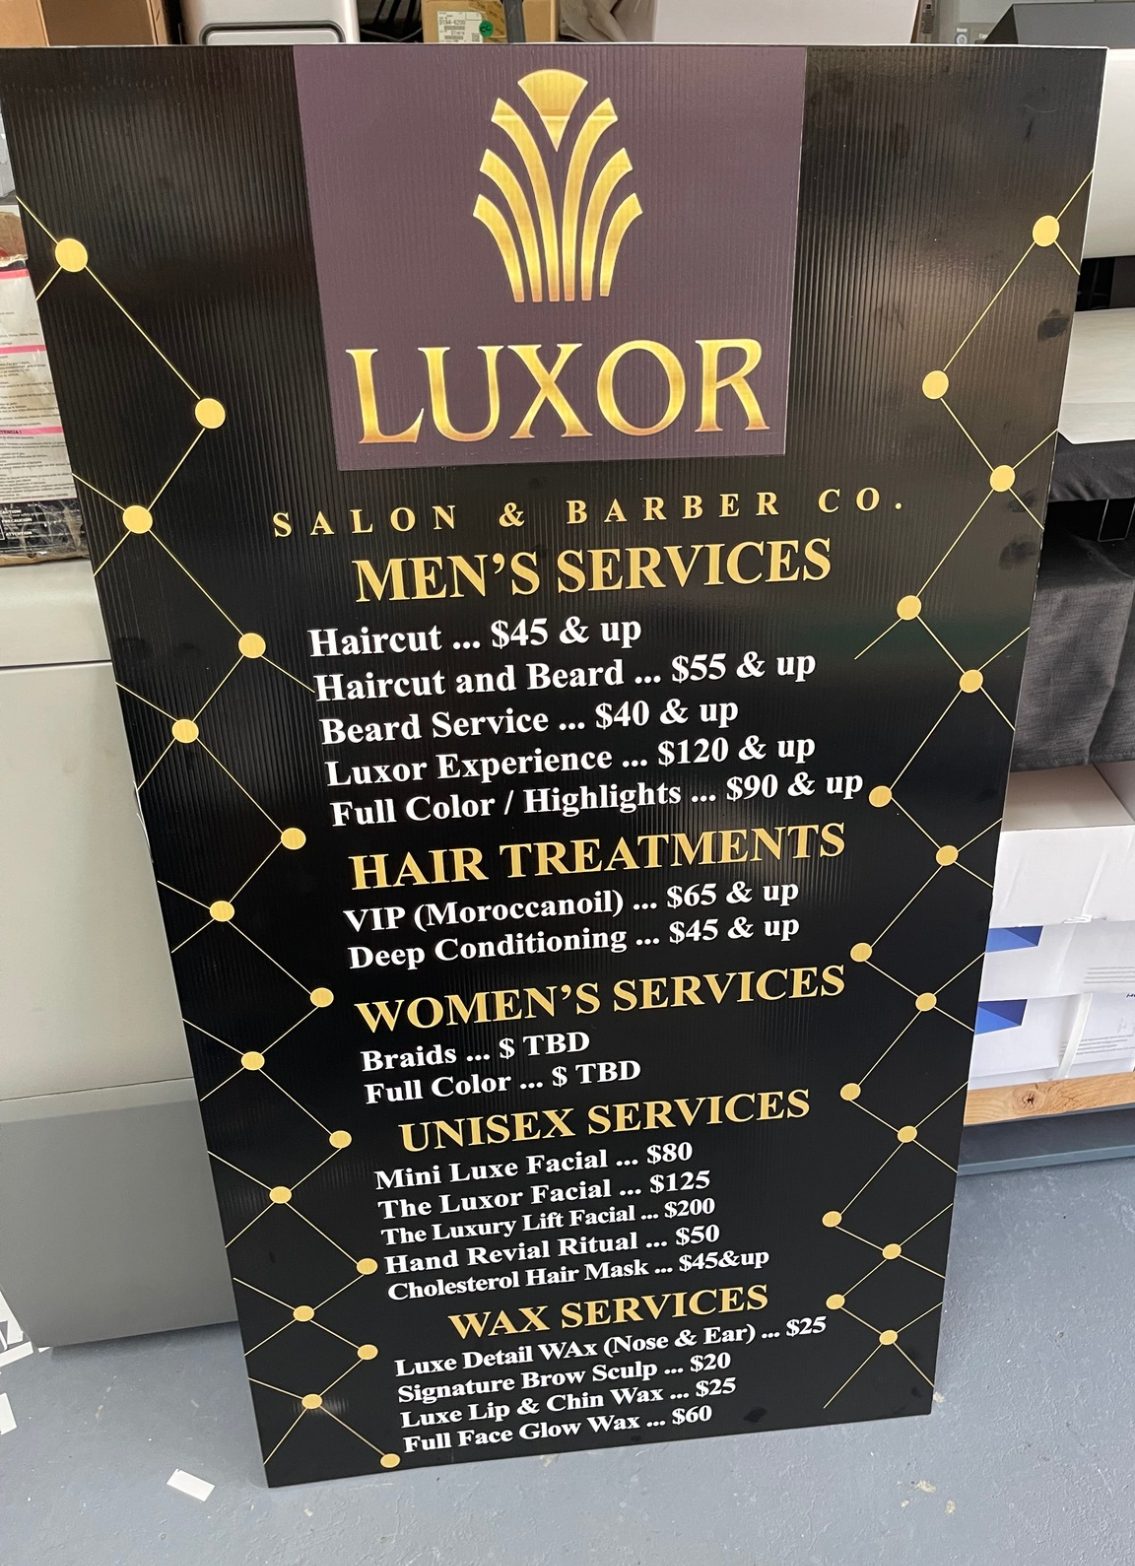 LUXOR
SALON & BARBER CO.
MEN'S SERVICES
Haircut ... $45 & up
Haircut and Beard ... $55 & up
Beard Service ... $40 & up
Luxor Experience ... $120 & up
Full Color / Highlights ... $90 & up
HAIR TREATMENTS
VIP (Moroccanoil) ... $65 & up
Deep Conditioning ... $45 & up
WOMEN'S SERVICES
Braids ... $ TBD
Full Color ... $ TBD
UNISEX SERVICES
Mini Luxe Facial ... $80
The Luxor Facial ... $125
The Luxury Lift Facial ... $200
Hand Revial Ritual ... $50
Cholesterol Hair Mask ... $45&up
WAX SERVICES
Luxe Detail WAx (Nose & Ear) ... $25
Signature Brow Sculp ... $20
Luxe Lip & Chin Wax ... $25
Full Face Glow Wax ... $60